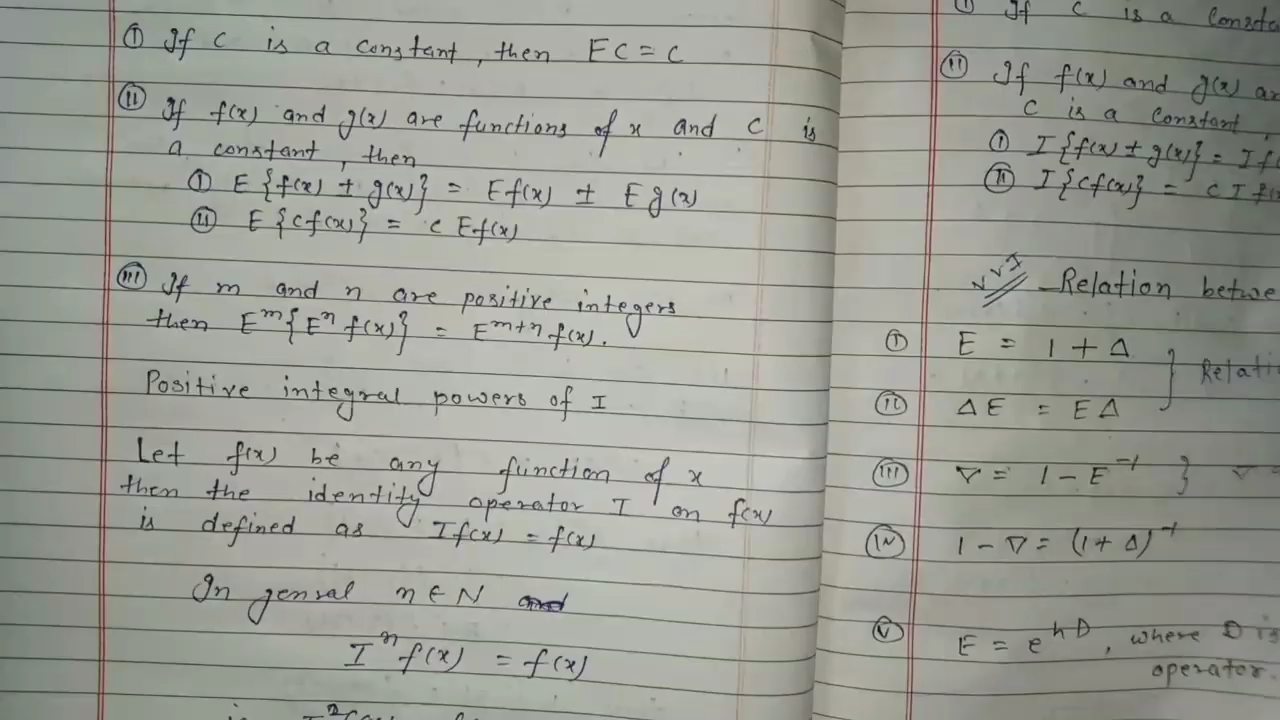 (I) If c is a constant, then EC = C
(II) If f(x) and g(x) are functions of x and c is
a constant, then
(I) E {f(x) ± g(x)} = Ef(x) ± Eg(x)
(II) E {cf(x)} = c Ef(x)
(III) If m and n are positive integers
then E^m{E^n f(x)} = E^{m+n} f(x).
Positive integral powers of I
Let f(x) be any function of x
then the identity operator I on f(x)
is defined as If(x) = f(x)
In genral n ∈ N
I^n f(x) = f(x)
(I) If c is a
(II) If f(x) and g(x)
c is a constant,
(I) I {f(x) ± g(x)} =
(II) I {cf(x)} = c I
VVI Relation
(I) E = 1 + Δ
(II) ΔE = EΔ
(III) ∇ = 1 - E^{-1} }
(IV) 1 - ∇ = (1 + Δ)^{-1}
(V) E = e^{hD}, where D is
operator.